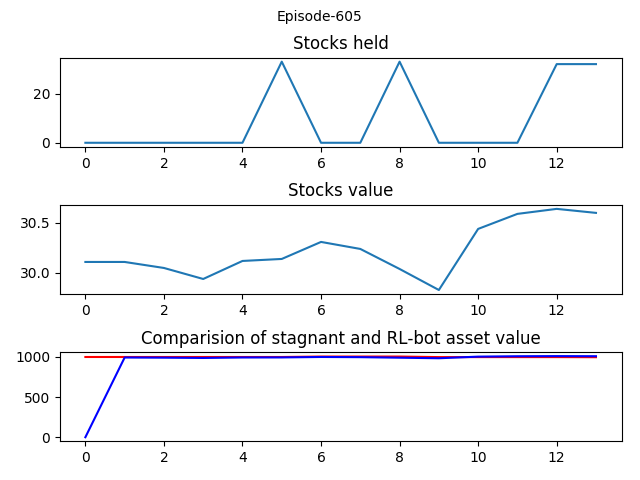 Episode-605
Stocks held
20
0
0 2 4 6 8 10 12
Stocks value
30.5
30.0
0 2 4 6 8 10 12
Comparision of stagnant and RL-bot asset value
1000
500
0
0 2 4 6 8 10 12